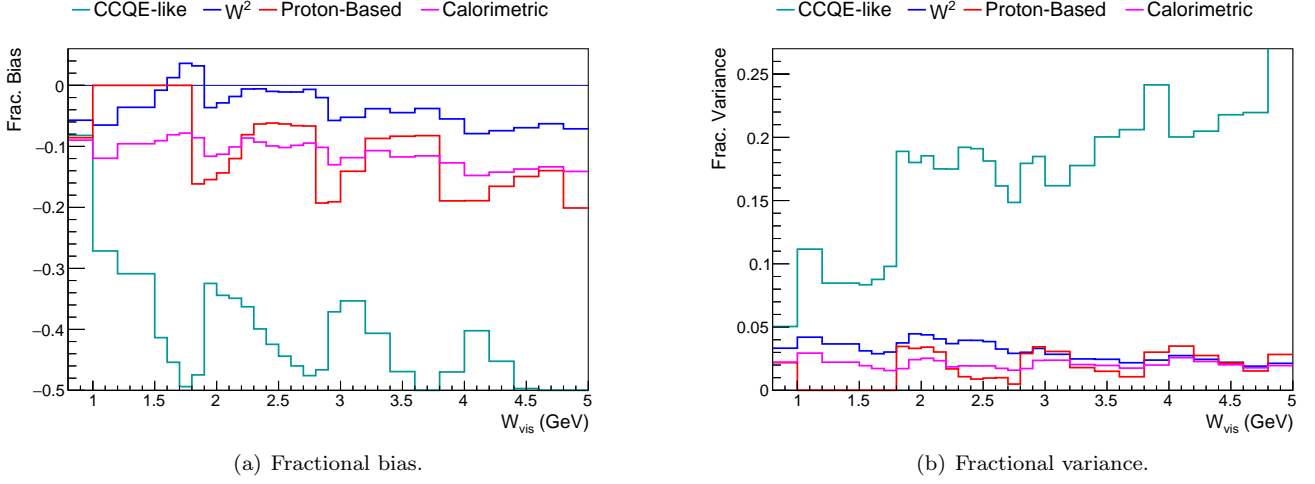 CCQE-like W² Proton-Based Calorimetric
Frac. Bias
0
−0.1
−0.2
−0.3
−0.4
−0.5
1 1.5 2 2.5 3 3.5 4 4.5 5
W_vis (GeV)
(a) Fractional bias.
CCQE-like W² Proton-Based Calorimetric
Frac. Variance
0.25
0.2
0.15
0.1
0.05
0
1 1.5 2 2.5 3 3.5 4 4.5 5
W_vis (GeV)
(b) Fractional variance.